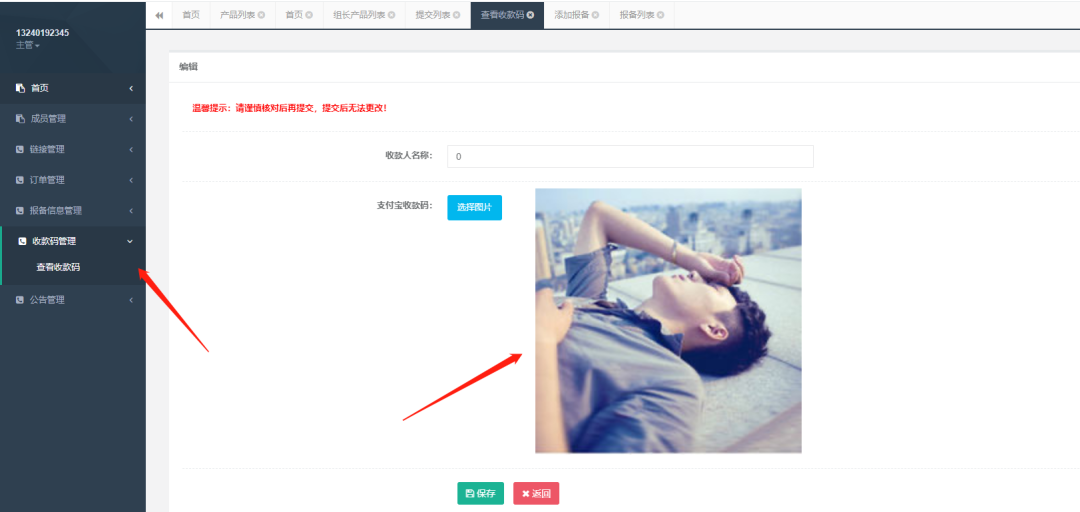 13240192345
主管
首页
成员管理
链接管理
订单管理
报备信息管理
收款码管理
查看收款码
公告管理
首页 产品列表 首页 组长产品列表 提交列表 查看收款码 添加报备 报备列表
编辑
温馨提示：请谨慎核对后再提交，提交后无法更改！
收款人名称： 0
支付宝收款码： 选择图片
保存 返回